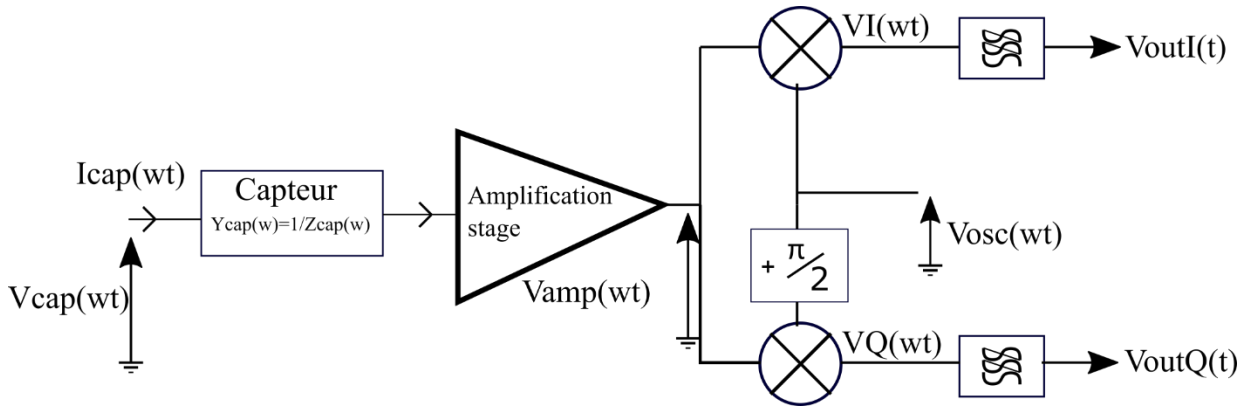 VI(wt)
VoutI(t)
Icap(wt)
Capteur
Ycap(w)=1/Zcap(w)
Amplification
stage
Vosc(wt)
+ π/2
Vcap(wt)
Vamp(wt)
VQ(wt)
VoutQ(t)